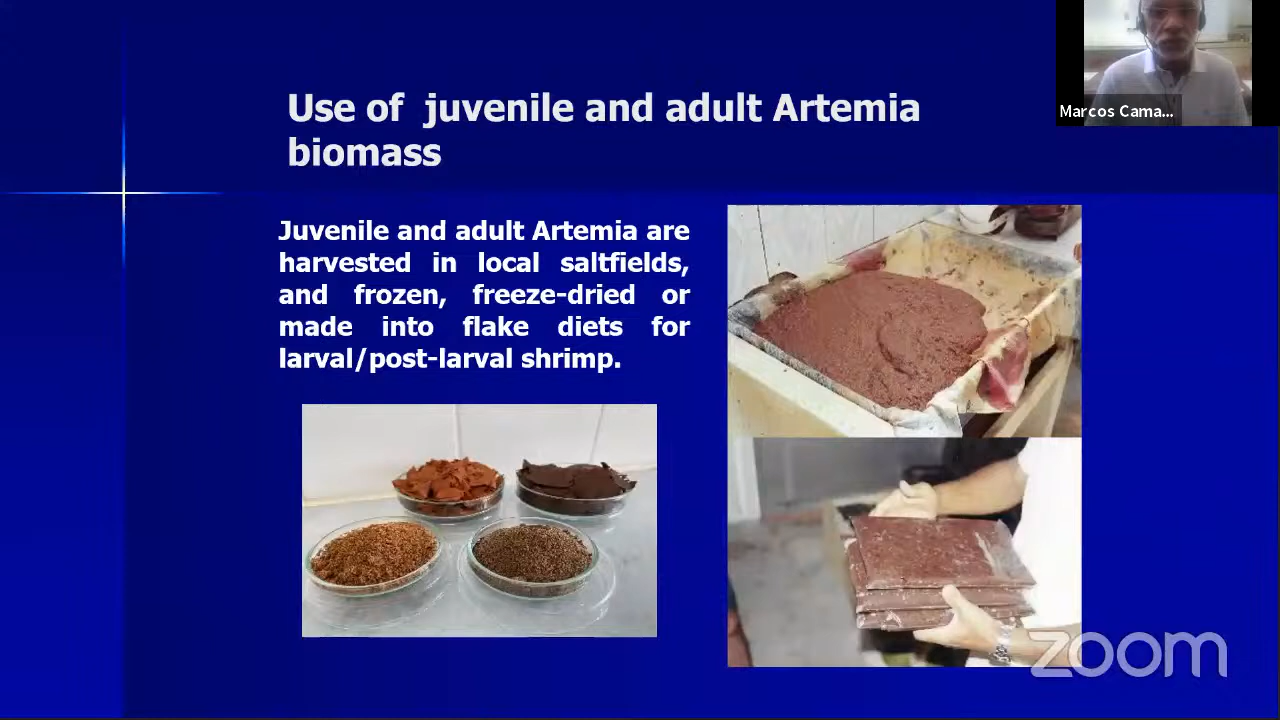 Use of juvenile and adult Artemia
biomass
Marcos Cama...
Juvenile and adult Artemia are
harvested in local saltfields,
and frozen, freeze-dried or
made into flake diets for
larval/post-larval shrimp.
zoom